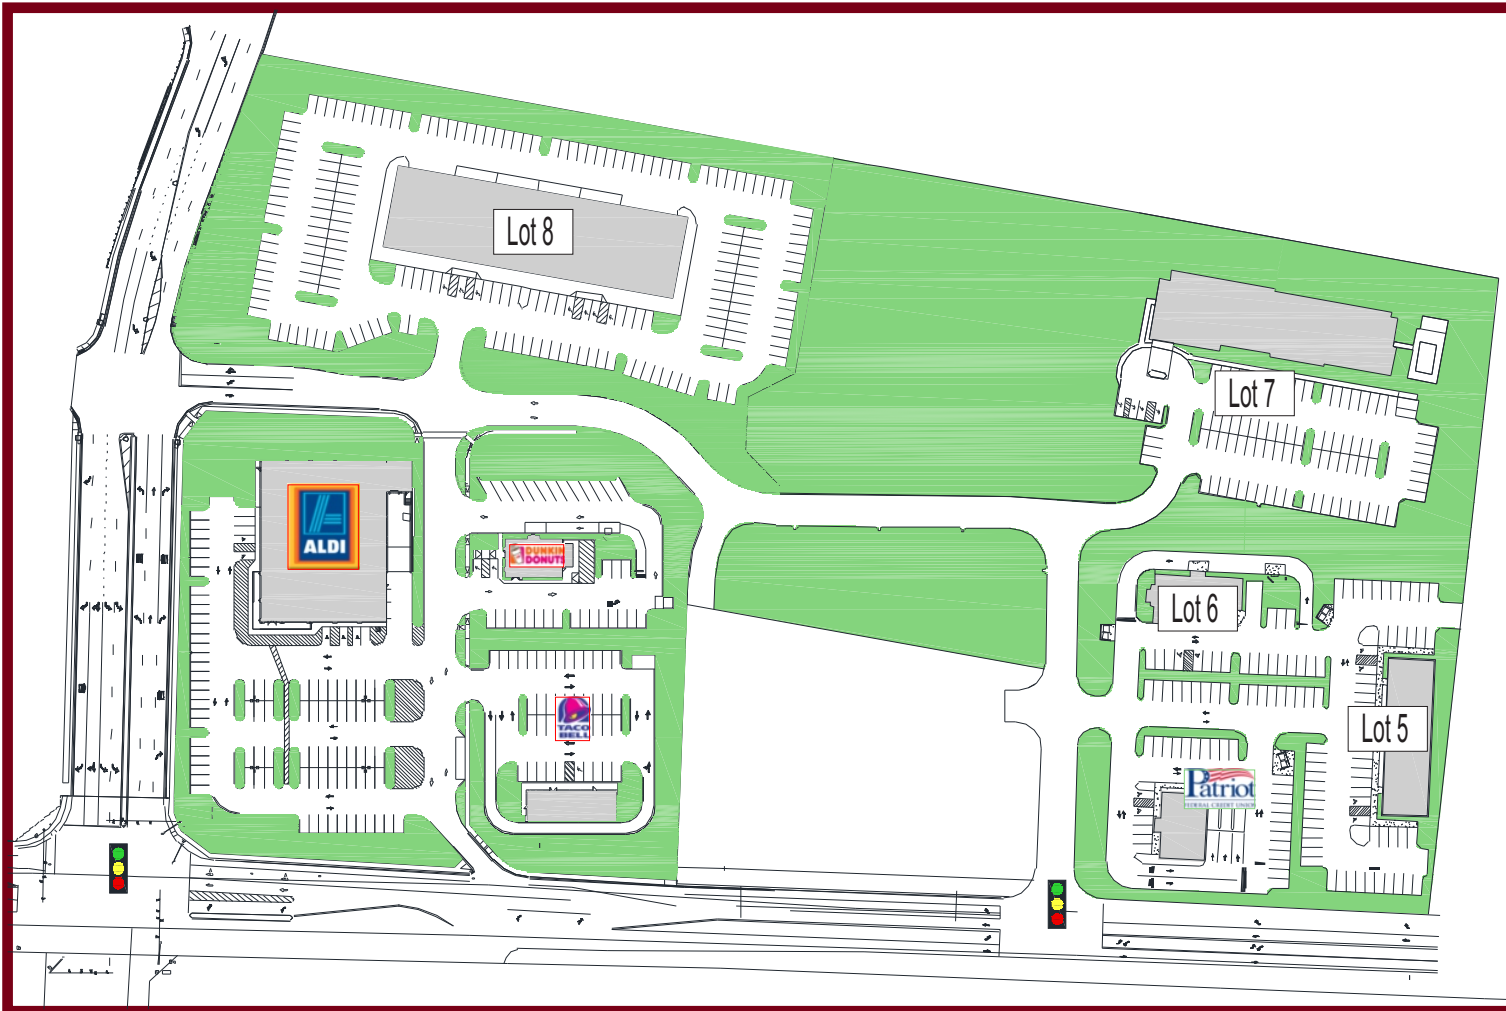 Lot 8
Lot 7
ALDI
DUNKIN'
DONUTS
Lot 6
TACO
BELL
Lot 5
Patriot
FEDERAL CREDIT UNION